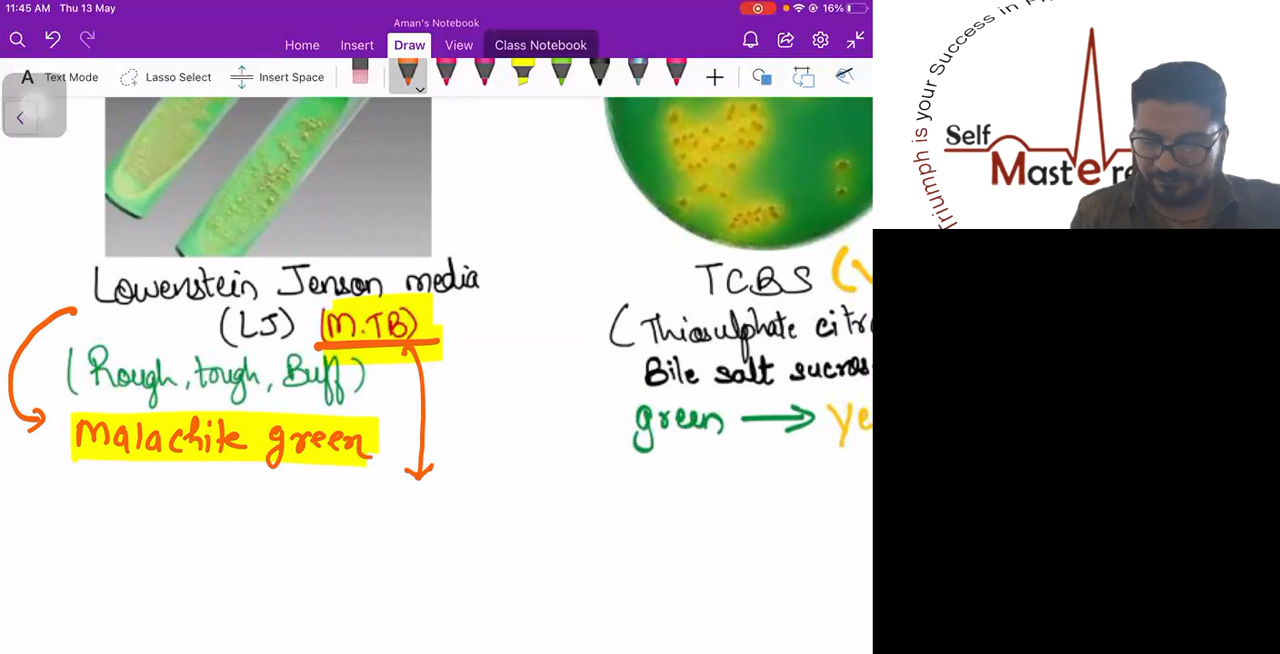 11:45 AM Thu 13 May
16%
Aman's Notebook
Home Insert Draw View Class Notebook
A Text Mode Lasso Select Insert Space
Triumph is your Success in
Self
Master
Lowenstein Jenson media
(LJ) (M.TB)
(Rough, tough, Buff)
Malachite green
TCBS
(Thiosulphate citr
Bile salt sucros
green → Ye